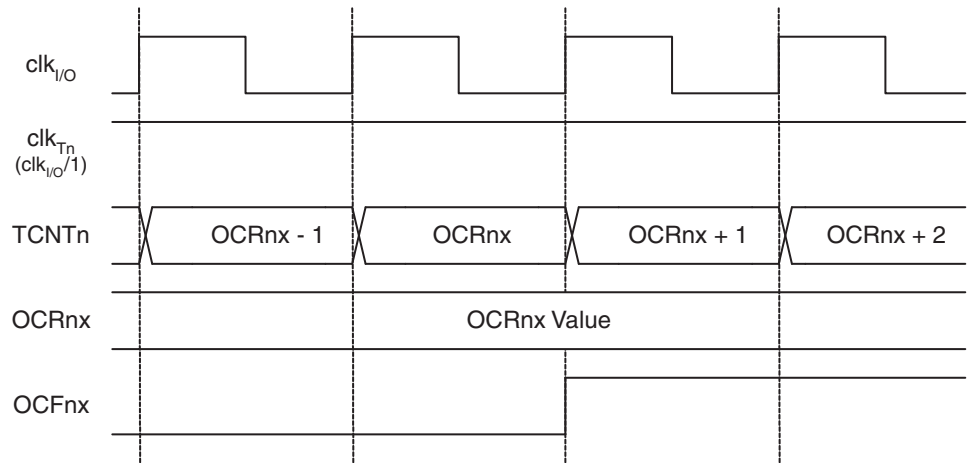 clkI/O
clkTn
(clkI/O/1)
TCNTn OCRnx - 1 OCRnx OCRnx + 1 OCRnx + 2
OCRnx OCRnx Value
OCFnx